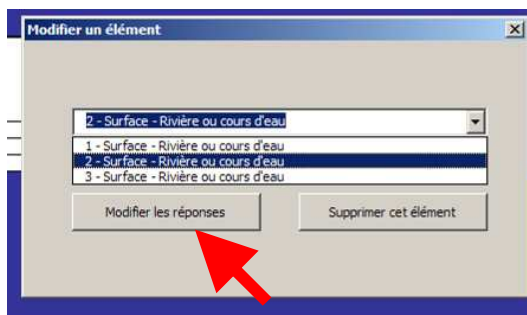 Modifier un élément
2 - Surface - Rivière ou cours d'eau
1 - Surface - Rivière ou cours d'eau
2 - Surface - Rivière ou cours d'eau
3 - Surface - Rivière ou cours d'eau
Modifier les réponses Supprimer cet élément